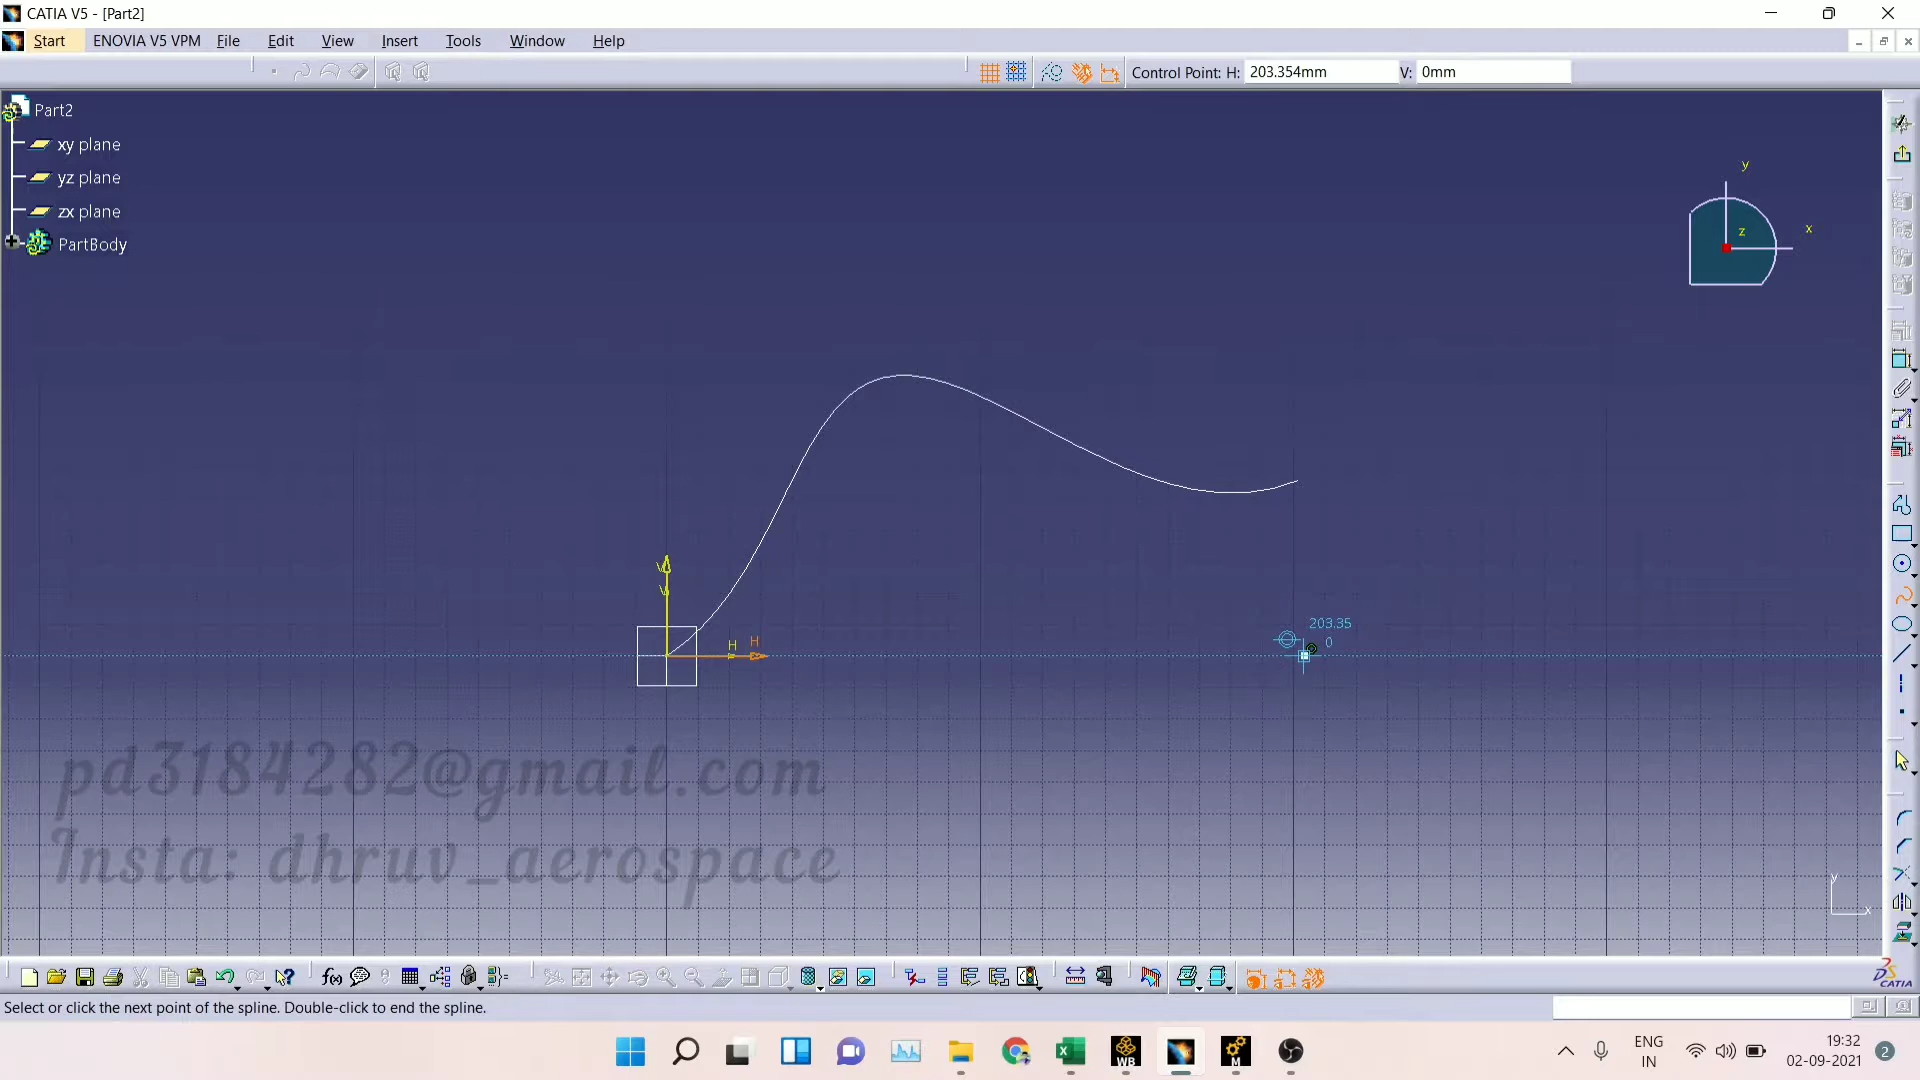 CATIA V5 - [Part2]
Start ENOVIA V5 VPM File Edit View Insert Tools Window Help
Control Point: H: 203.354mm V: 0mm
Part2
xy plane
yz plane
zx plane
PartBody
y
x
z
V
V
H
H
203.35
0
pd3184282@gmail.com
Insta: dhruv_aerospace
y
x
f(x)
CATIA
Select or click the next point of the spline. Double-click to end the spline.
WB
M
ENG
IN
19:32
02-09-2021
2